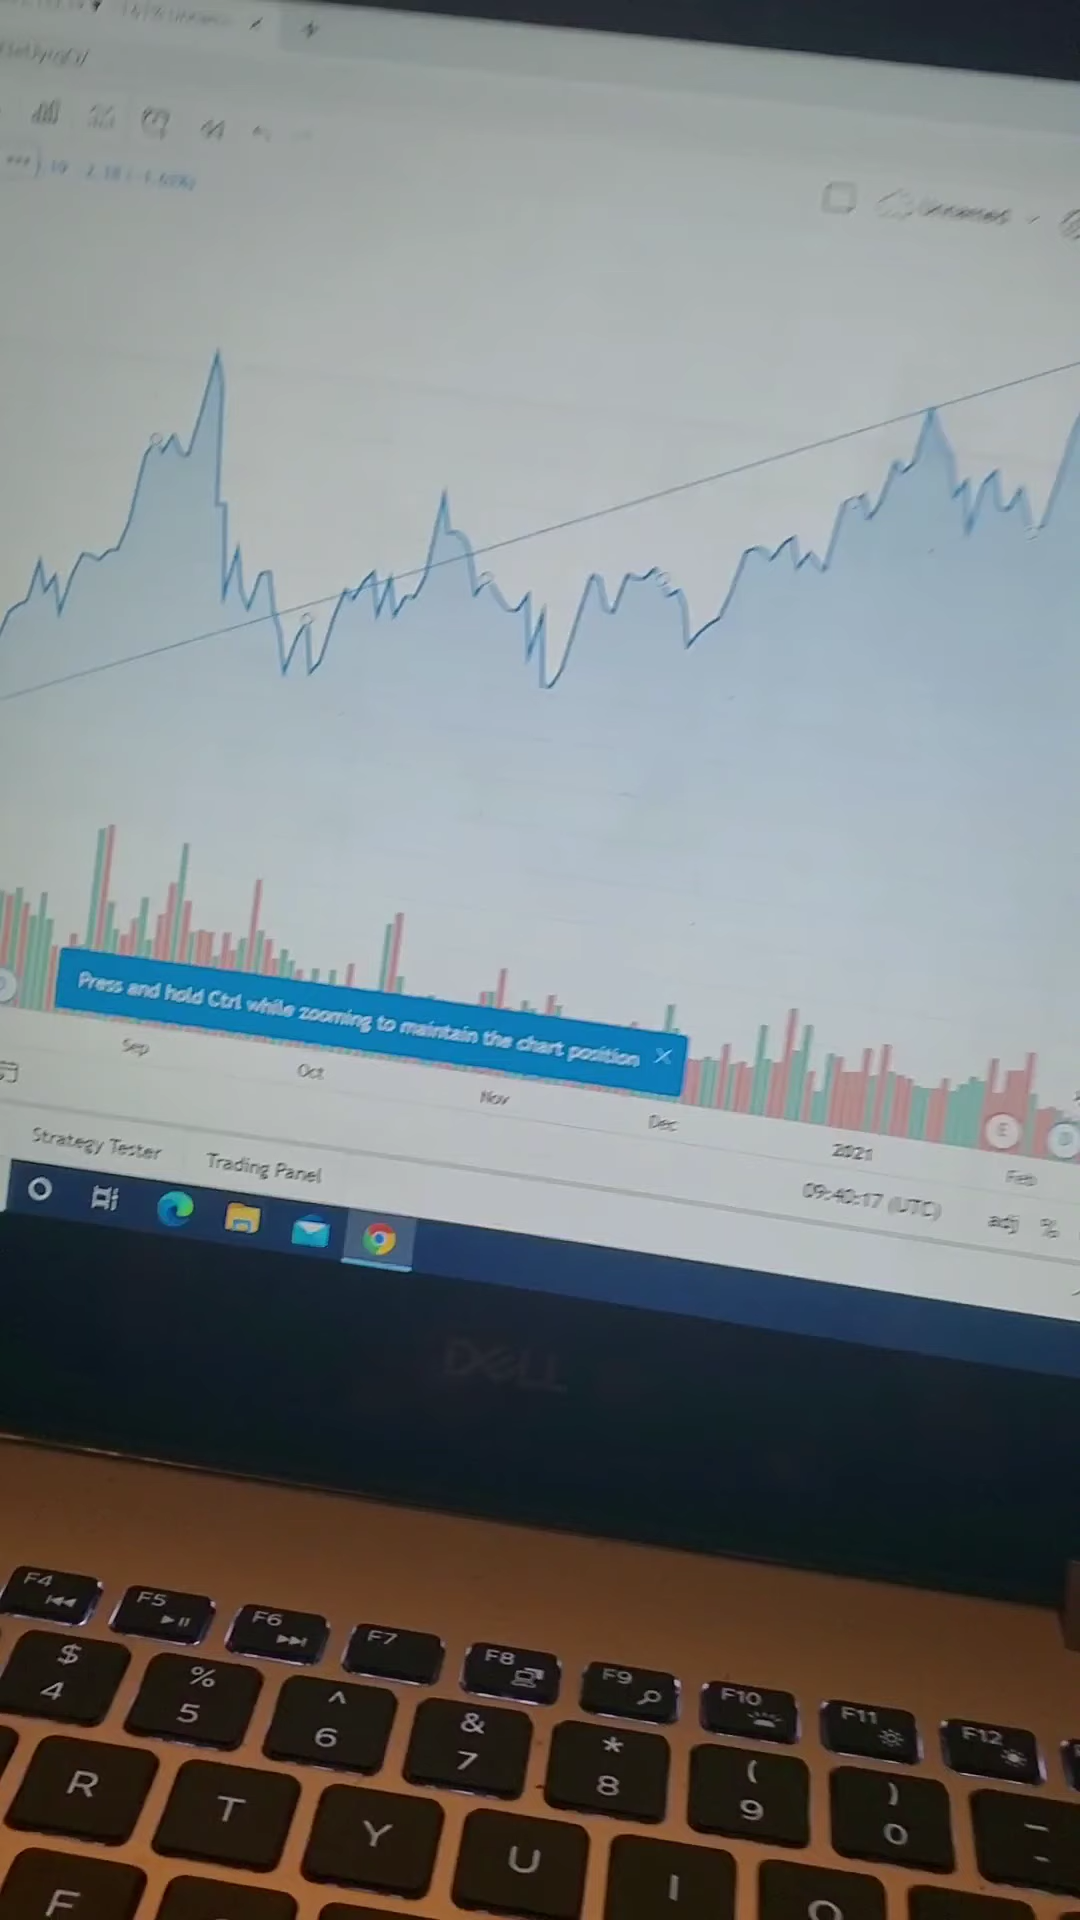 Press and hold Ctrl while zooming to maintain the chart position
Sep
Oct
Nov
Dec
2021
Feb
E
D
Strategy Tester
Trading Panel
09:40:17 (UTC)
adj
%
DELL
F4
F5
F6
F7
F8
F9
F10
F11
F12
$
4
%
5
^
6
&
7
*
8
(
9
)
0
R
T
Y
U
I
O
F